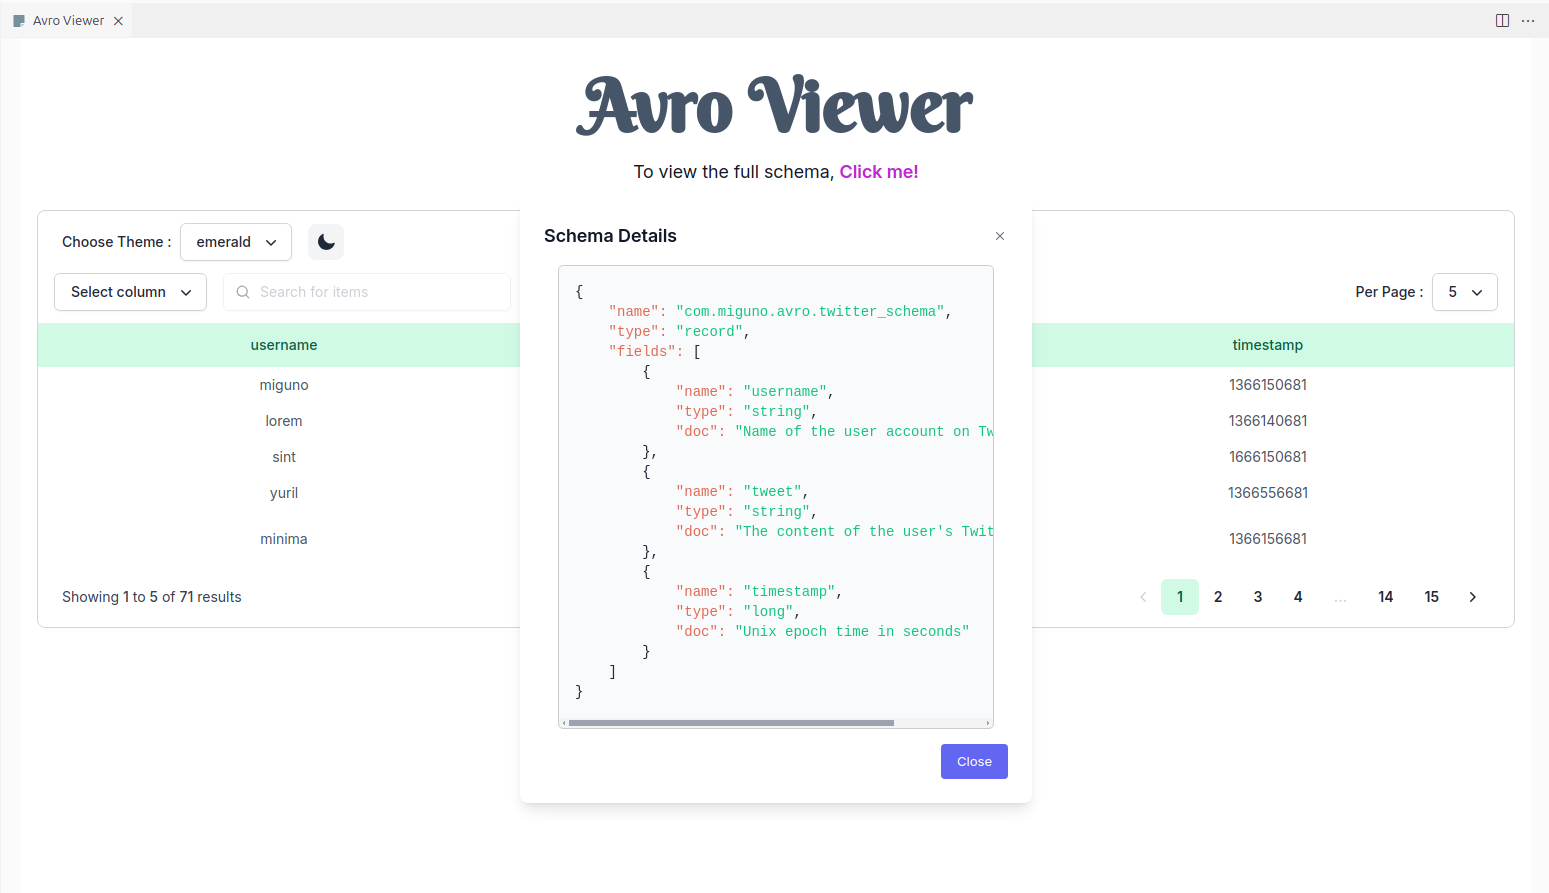 Avro Viewer
Avro Viewer
To view the full schema, Click me!
Choose Theme : emerald
Select column
Search for items
Per Page : 5
username
timestamp
miguno
1366150681
lorem
1366140681
sint
1666150681
yuril
1366556681
minima
1366156681
Showing 1 to 5 of 71 results
1 2 3 4 ... 14 15
Schema Details
{
    "name": "com.miguno.avro.twitter_schema",
    "type": "record",
    "fields": [
        {
            "name": "username",
            "type": "string",
            "doc": "Name of the user account on Tw
        },
        {
            "name": "tweet",
            "type": "string",
            "doc": "The content of the user's Twit
        },
        {
            "name": "timestamp",
            "type": "long",
            "doc": "Unix epoch time in seconds"
        }
    ]
}
Close